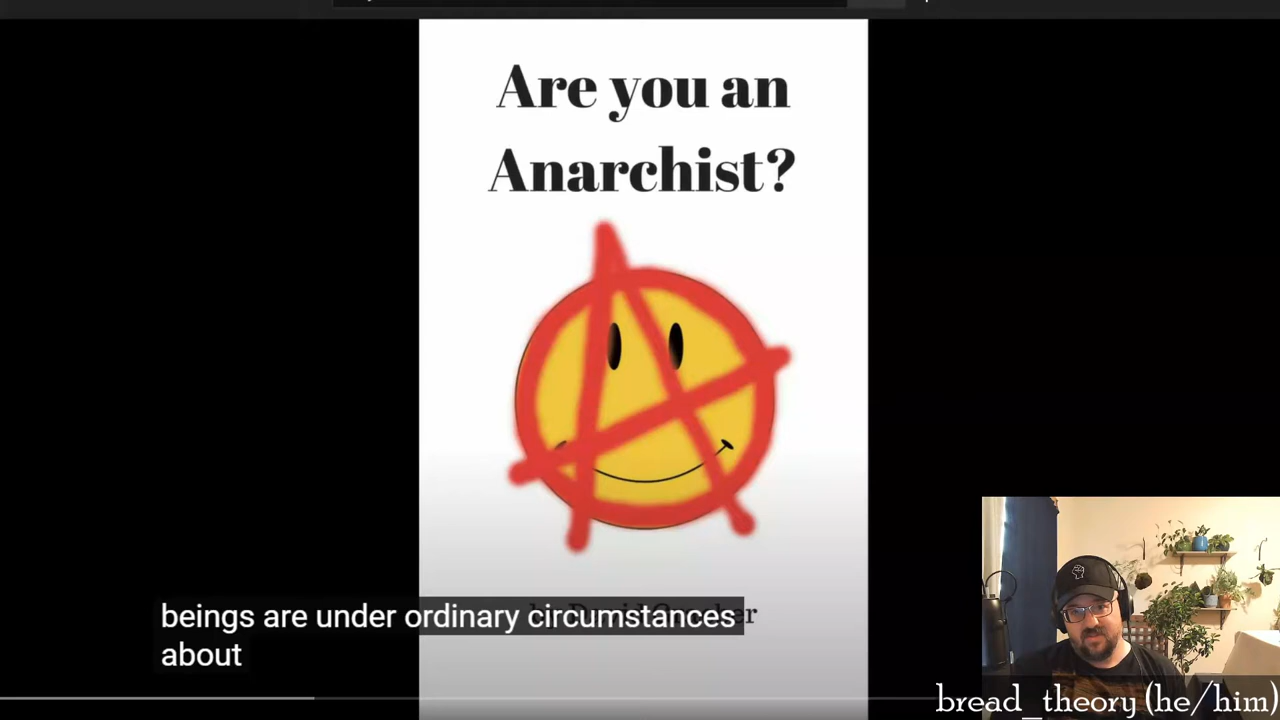 Are you an
Anarchist?
beings are under ordinary circumstances
about
bread_theory (he/him)